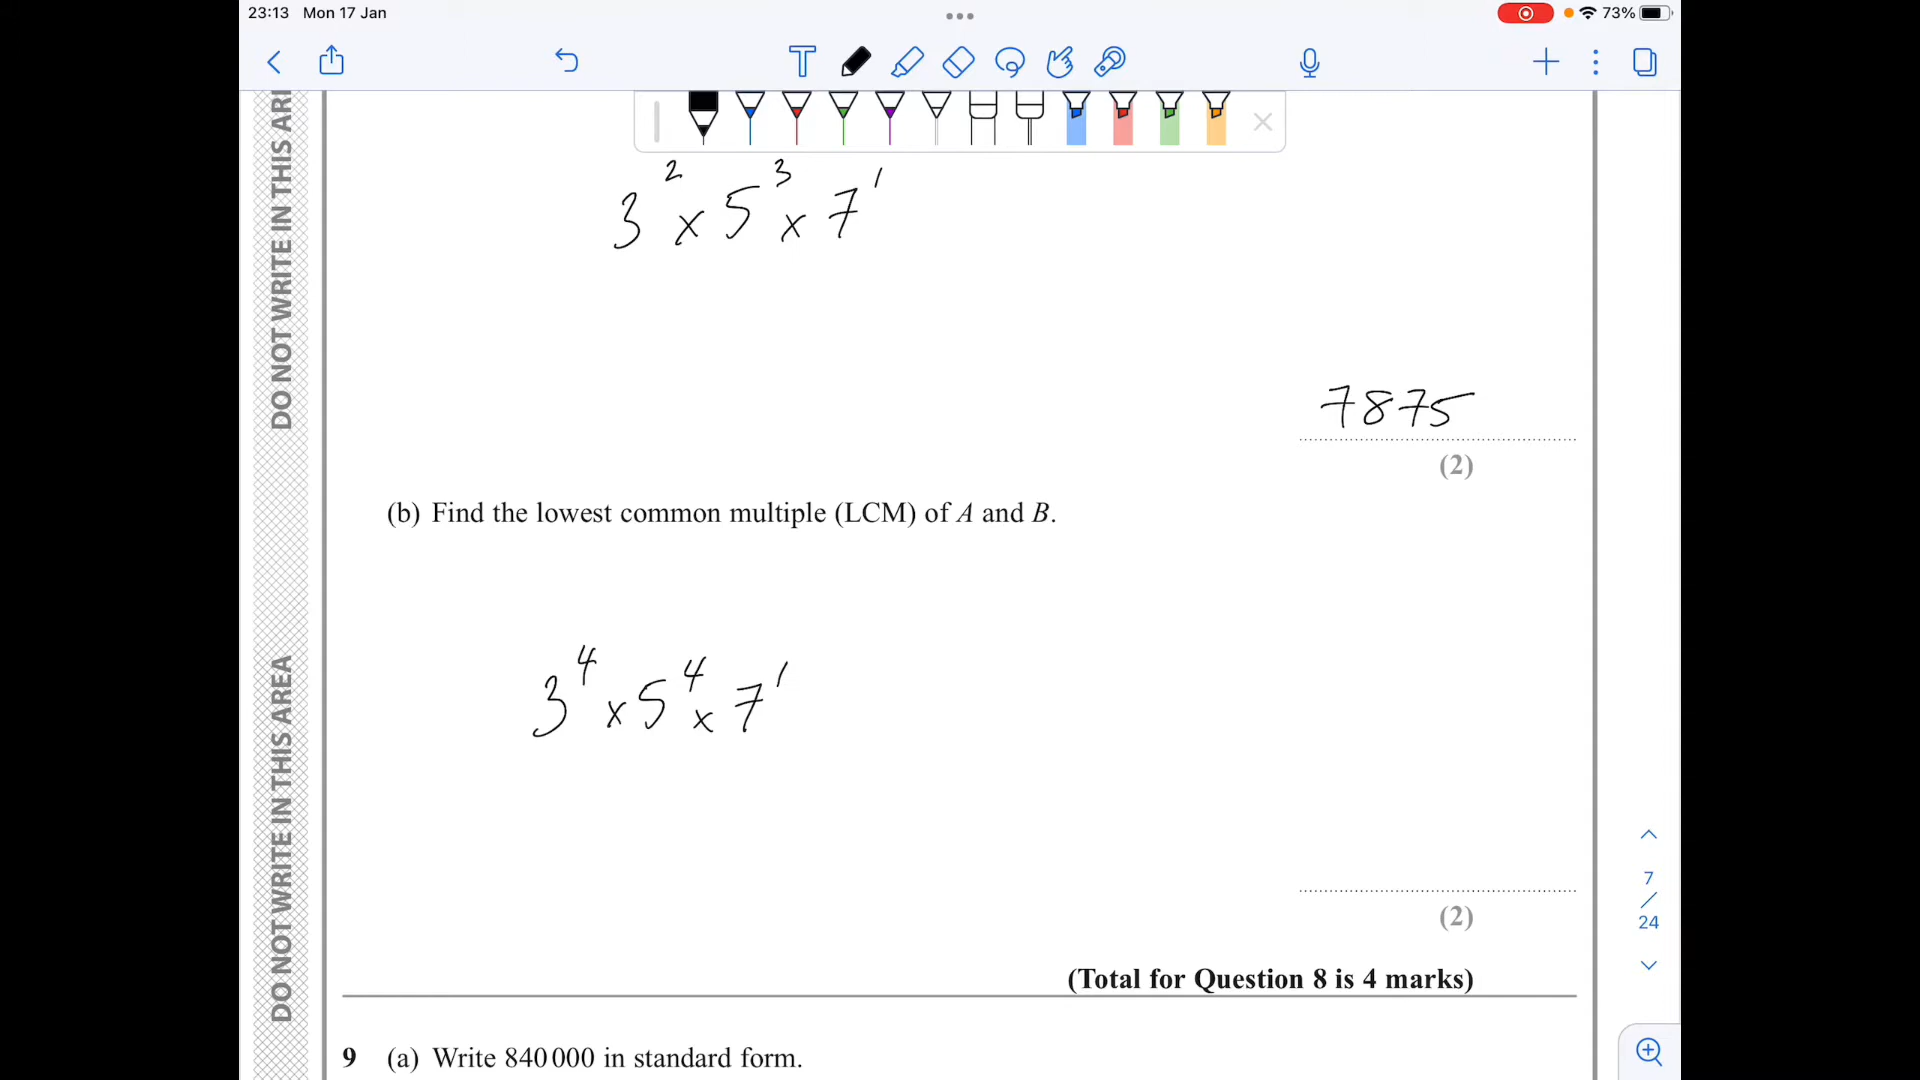 23:13 Mon 17 Jan
73%
T
DO NOT WRITE IN THIS AR
3² × 5³ × 7¹
7875
(2)
(b) Find the lowest common multiple (LCM) of A and B.
DO NOT WRITE IN THIS AREA
3⁴ × 5⁴ × 7¹
7
/
24
(2)
(Total for Question 8 is 4 marks)
9 (a) Write 840 000 in standard form.